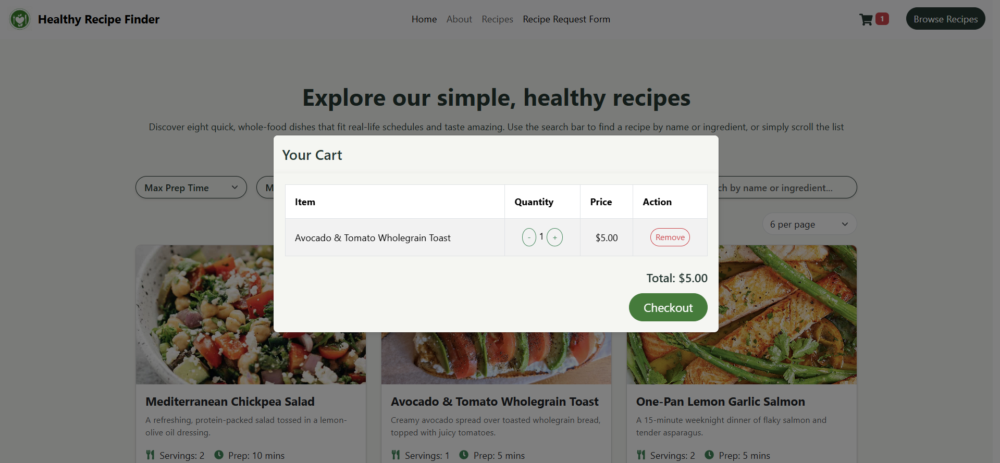 Healthy Recipe Finder
Home About Recipes Recipe Request Form
1
Browse Recipes
Explore our simple, healthy recipes
Discover eight quick, whole-food dishes that fit real-life schedules and taste amazing. Use the search bar to find a recipe by name or ingredient, or simply scroll the list
Your Cart
Max Prep Time
by name or ingredient...
Item Quantity Price Action
6 per page
Avocado & Tomato Wholegrain Toast - 1 + $5.00 Remove
Total: $5.00
Checkout
Mediterranean Chickpea Salad
A refreshing, protein-packed salad tossed in a lemon-
olive oil dressing.
Servings: 2 Prep: 10 mins
Avocado & Tomato Wholegrain Toast
Creamy avocado spread over toasted wholegrain bread,
topped with juicy tomatoes.
Servings: 1 Prep: 5 mins
One-Pan Lemon Garlic Salmon
A 15-minute weeknight dinner of flaky salmon and
tender asparagus.
Servings: 2 Prep: 5 mins